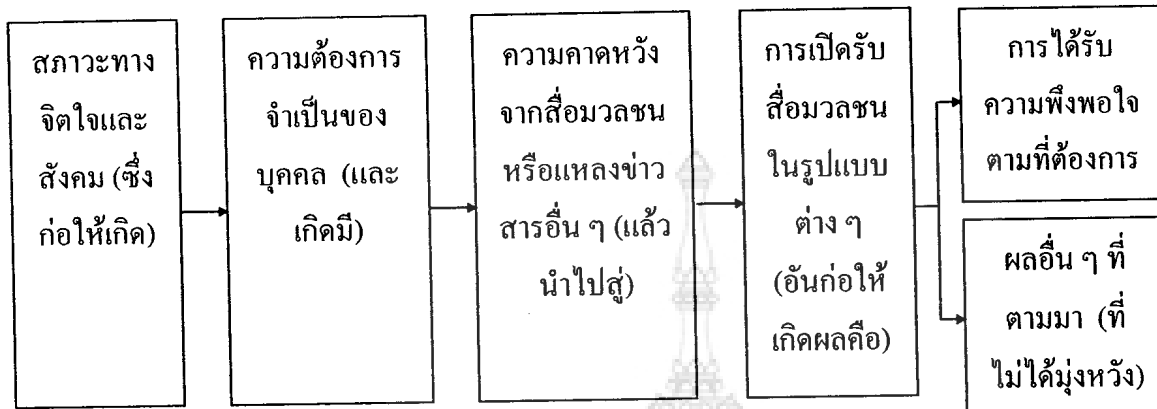 สภาวะทาง
จิตใจและ
สังคม (ซึ่ง
ก่อให้เกิด)
ความต้องการ
จำเป็นของ
บุคคล (และ
เกิดมี)
ความคาดหวัง
จากสื่อมวลชน
หรือแหลงข่าว
สารอื่น ๆ (แล้ว
นำไปสู่)
การเปิดรับ
สื่อมวลชน
ในรูปแบบ
ต่าง ๆ
(อันก่อให้
เกิดผลคือ)
การได้รับ
ความพึงพอใจ
ตามที่ต้องการ
ผลอื่น ๆ ที่
ตามมา (ที่
ไม่ได้มุ่งหวัง)